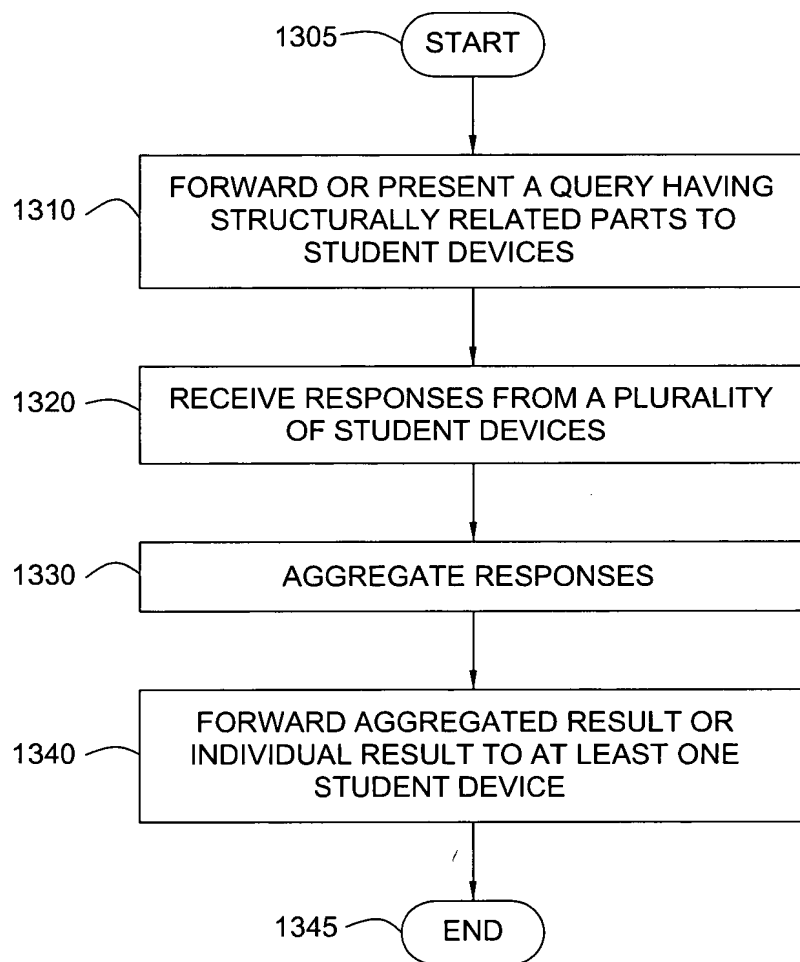 1305
START
1310
FORWARD OR PRESENT A QUERY HAVING
STRUCTURALLY RELATED PARTS TO
STUDENT DEVICES
1320
RECEIVE RESPONSES FROM A PLURALITY
OF STUDENT DEVICES
1330
AGGREGATE RESPONSES
1340
FORWARD AGGREGATED RESULT OR
INDIVIDUAL RESULT TO AT LEAST ONE
STUDENT DEVICE
1345
END